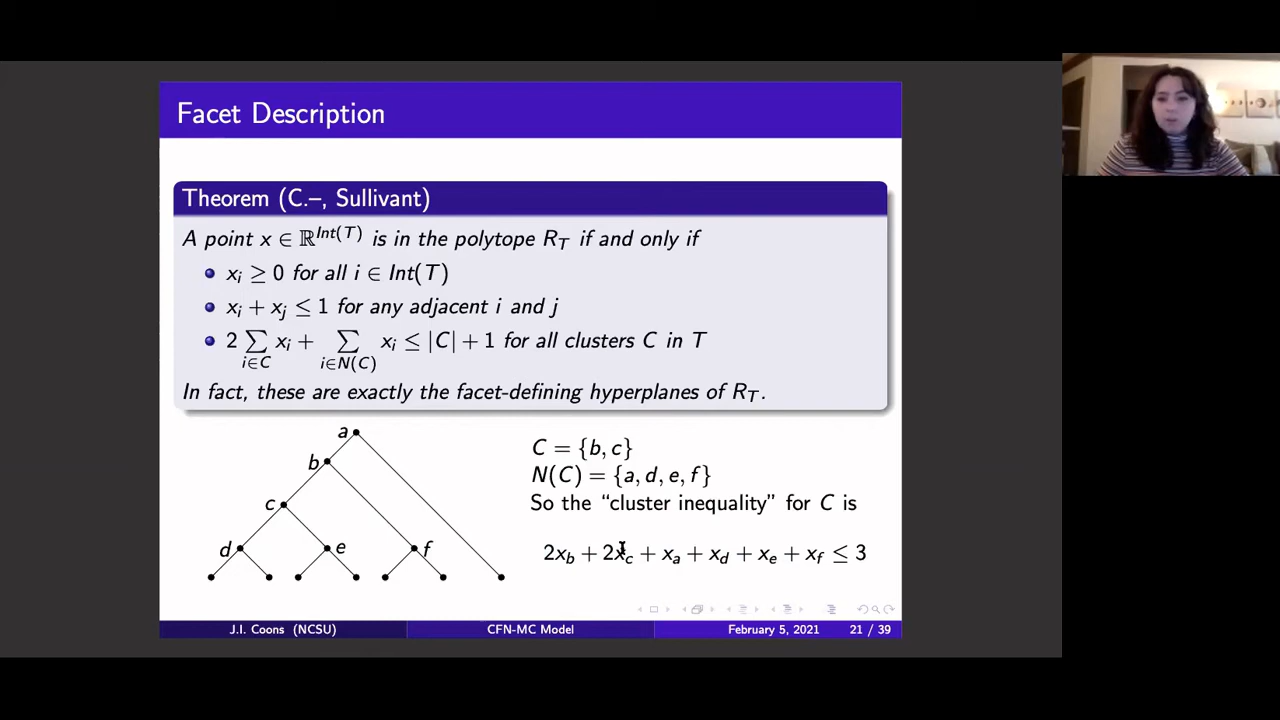 Facet Description
Theorem (C.–, Sullivant)
A point x ∈ ℝ^Int(T) is in the polytope R_T if and only if
x_i ≥ 0 for all i ∈ Int(T)
x_i + x_j ≤ 1 for any adjacent i and j
2 ∑_{i∈C} x_i + ∑_{i∈N(C)} x_i ≤ |C| + 1 for all clusters C in T
In fact, these are exactly the facet-defining hyperplanes of R_T.
a
b
c
d
e
f
C = {b, c}
N(C) = {a, d, e, f}
So the “cluster inequality” for C is
2x_b + 2x_c + x_a + x_d + x_e + x_f ≤ 3
J.I. Coons (NCSU)
CFN-MC Model
February 5, 2021
21 / 39